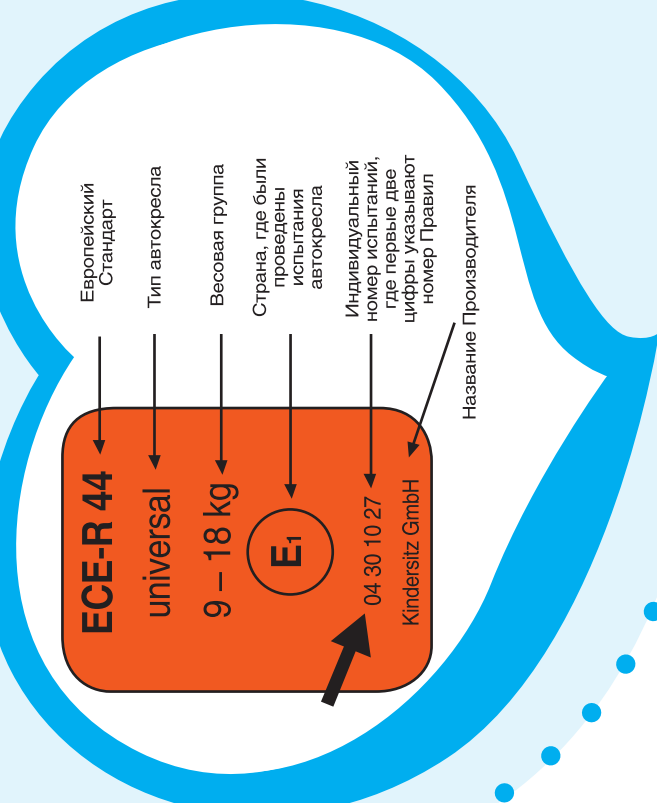 ECE-R 44
universal
9 – 18 kg
E1
04 30 10 27
Kindersitz GmbH
Европейский
Стандарт
Тип автокресла
Весовая группа
Страна, где были
проведены
испытания
автокресла
Индивидуальный
номер испытаний,
где первые две
цифры указывают
номер Правил
Название Производителя